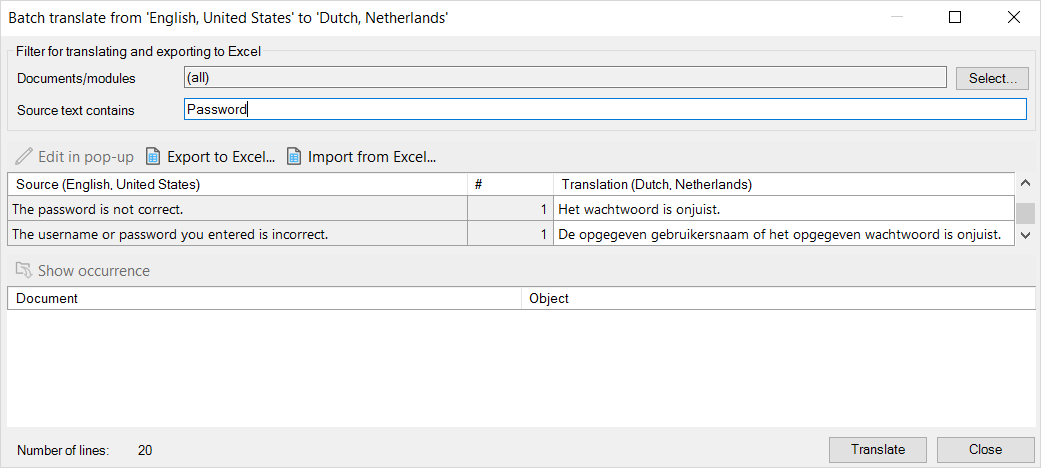 Batch translate from 'English, United States' to 'Dutch, Netherlands'
Filter for translating and exporting to Excel
Documents/modules (all) Select...
Source text contains Password
Edit in pop-up Export to Excel... Import from Excel...
Source (English, United States) # Translation (Dutch, Netherlands)
The password is not correct. 1 Het wachtwoord is onjuist.
The username or password you entered is incorrect. 1 De opgegeven gebruikersnaam of het opgegeven wachtwoord is onjuist.
Show occurrence
Document Object
Number of lines: 20 Translate Close